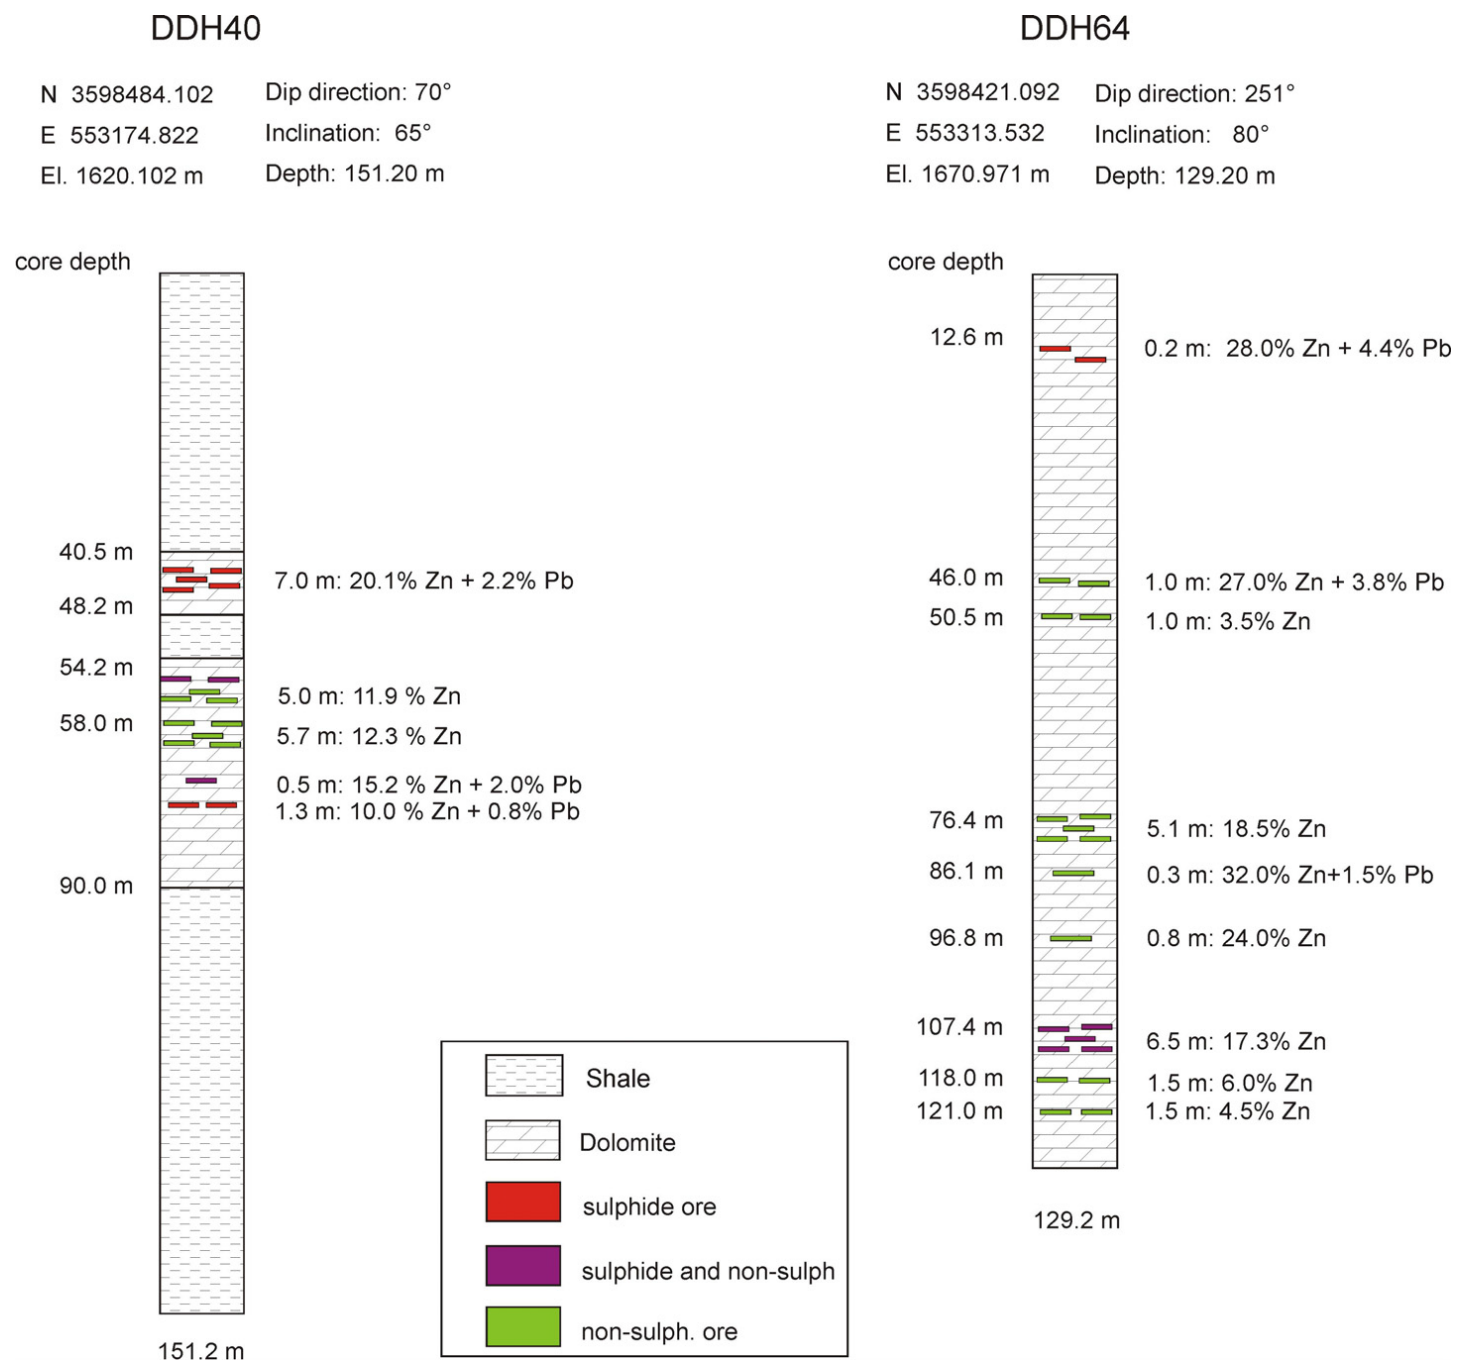 DDH40
N 3598484.102 Dip direction: 70°
E 553174.822 Inclination: 65°
El. 1620.102 m Depth: 151.20 m
core depth
40.5 m
7.0 m: 20.1% Zn + 2.2% Pb
48.2 m
54.2 m
5.0 m: 11.9 % Zn
58.0 m
5.7 m: 12.3 % Zn
0.5 m: 15.2 % Zn + 2.0% Pb
1.3 m: 10.0 % Zn + 0.8% Pb
90.0 m
151.2 m
DDH64
N 3598421.092 Dip direction: 251°
E 553313.532 Inclination: 80°
El. 1670.971 m Depth: 129.20 m
core depth
12.6 m
0.2 m: 28.0% Zn + 4.4% Pb
46.0 m
1.0 m: 27.0% Zn + 3.8% Pb
50.5 m
1.0 m: 3.5% Zn
76.4 m
5.1 m: 18.5% Zn
86.1 m
0.3 m: 32.0% Zn+1.5% Pb
96.8 m
0.8 m: 24.0% Zn
107.4 m
6.5 m: 17.3% Zn
118.0 m
1.5 m: 6.0% Zn
121.0 m
1.5 m: 4.5% Zn
129.2 m
Shale
Dolomite
sulphide ore
sulphide and non-sulph
non-sulph. ore